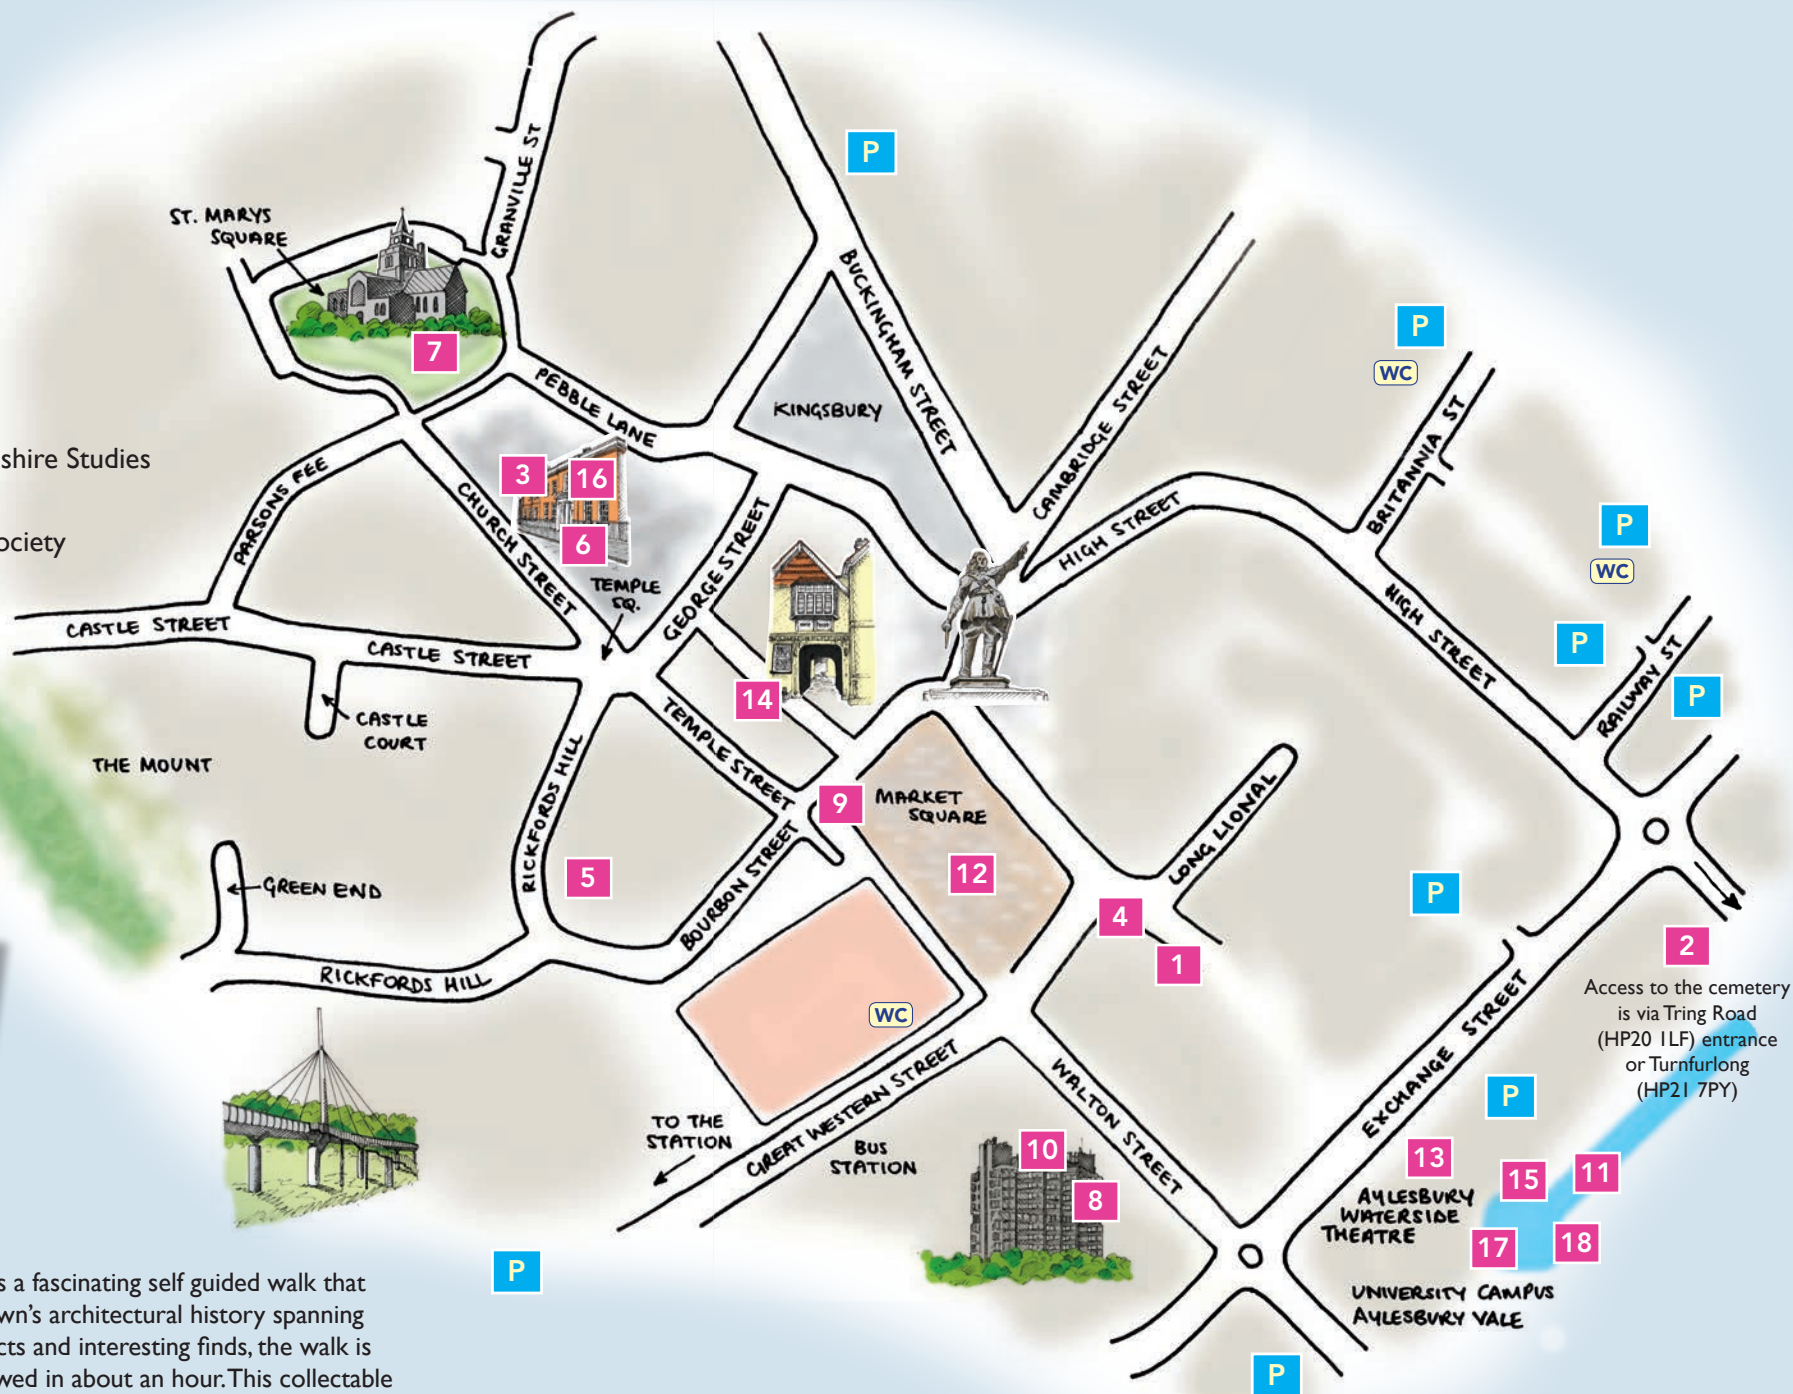 P
GRANVILLE ST
ST. MARYS
SQUARE
7
BUCKINGHAM STREET
P
WC
PEBBLE LANE
KINGSBURY
CAMBRIDGE STREET
BRITANNIA ST
shire Studies
ociety
PARSONS FEE
CHURCH STREET
3
16
6
TEMPLE
SQ.
GEORGE STREET
HIGH STREET
P
WC
P
HIGH STREET
RAILWAY ST
P
CASTLE STREET
CASTLE STREET
CASTLE
COURT
THE MOUNT
14
TEMPLE STREET
RICKFORDS HILL
9
MARKET
SQUARE
12
LONG LIONAL
GREEN END
5
BOURBON STREET
4
1
P
2
Access to the cemetery
is via Tring Road
(HP20 1LF) entrance
or Turnfurlong
(HP21 7PY)
RICKFORDS HILL
WC
EXCHANGE STREET
WALTON STREET
TO THE
STATION
GREAT WESTERN STREET
BUS
STATION
10
8
P
13
15
11
AYLESBURY
WATERSIDE
THEATRE
17
18
UNIVERSITY CAMPUS
AYLESBURY VALE
P
P
s a fascinating self guided walk that
wn's architectural history spanning
cts and interesting finds, the walk is
wed in about an hour. This collectable